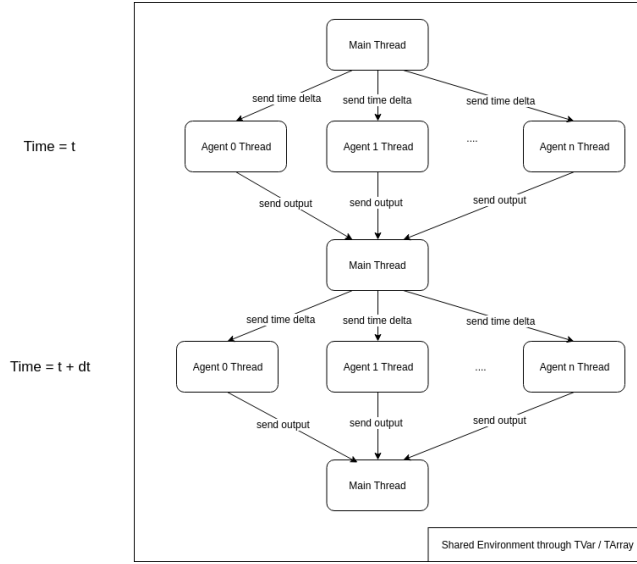 Main Thread
send time delta
send time delta
send time delta
Time = t
Agent 0 Thread
Agent 1 Thread
....
Agent n Thread
send output
send output
send output
Main Thread
send time delta
send time delta
send time delta
Time = t + dt
Agent 0 Thread
Agent 1 Thread
....
Agent n Thread
send output
send output
send output
Main Thread
Shared Environment through TVar / TArray